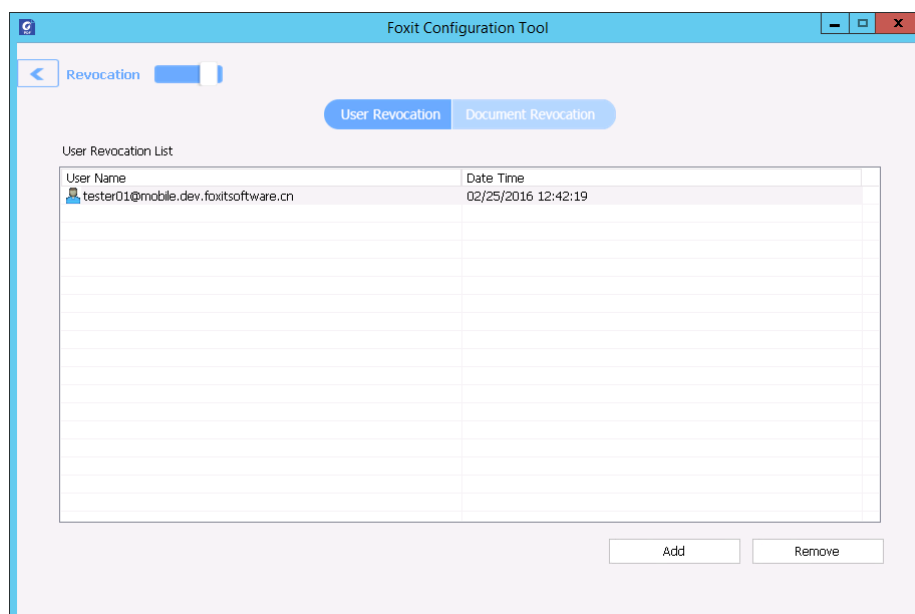 Foxit Configuration Tool
Revocation
User Revocation Document Revocation
User Revocation List
User Name Date Time
tester01@mobile.dev.foxitsoftware.cn 02/25/2016 12:42:19
Add Remove